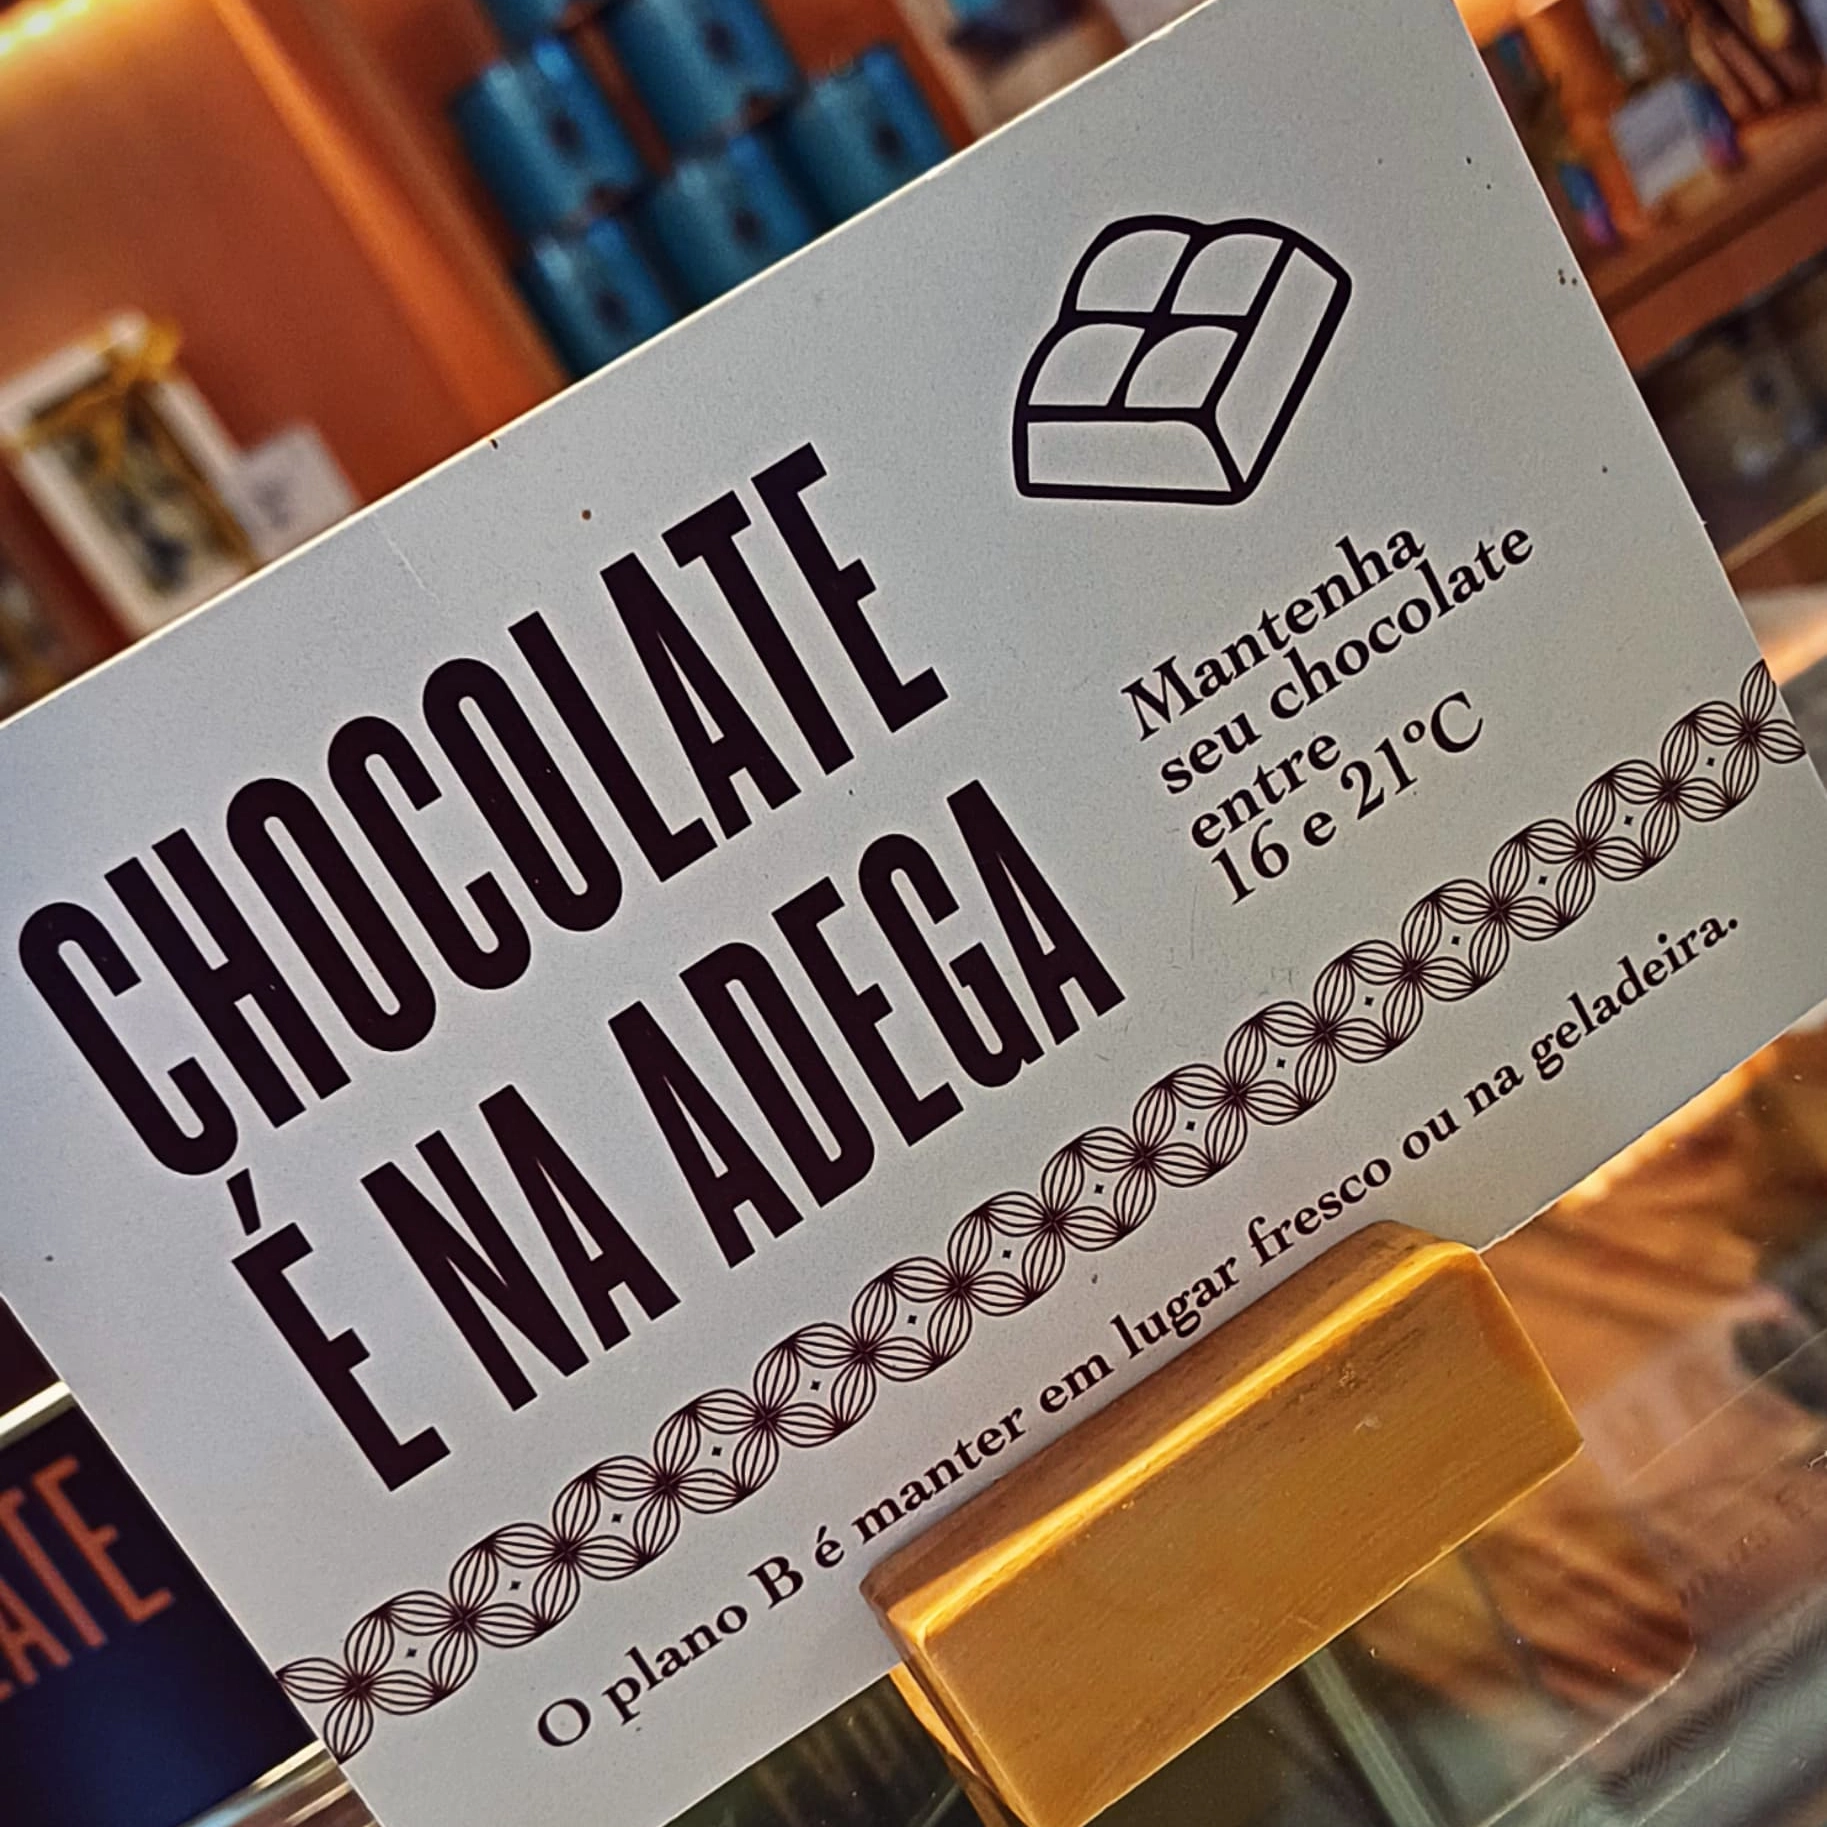 CHOCOLATE
É NA ADEGA
Mantenha
seu chocolate
entre
16 e 21°C
O plano B é manter em lugar fresco ou na geladeira.